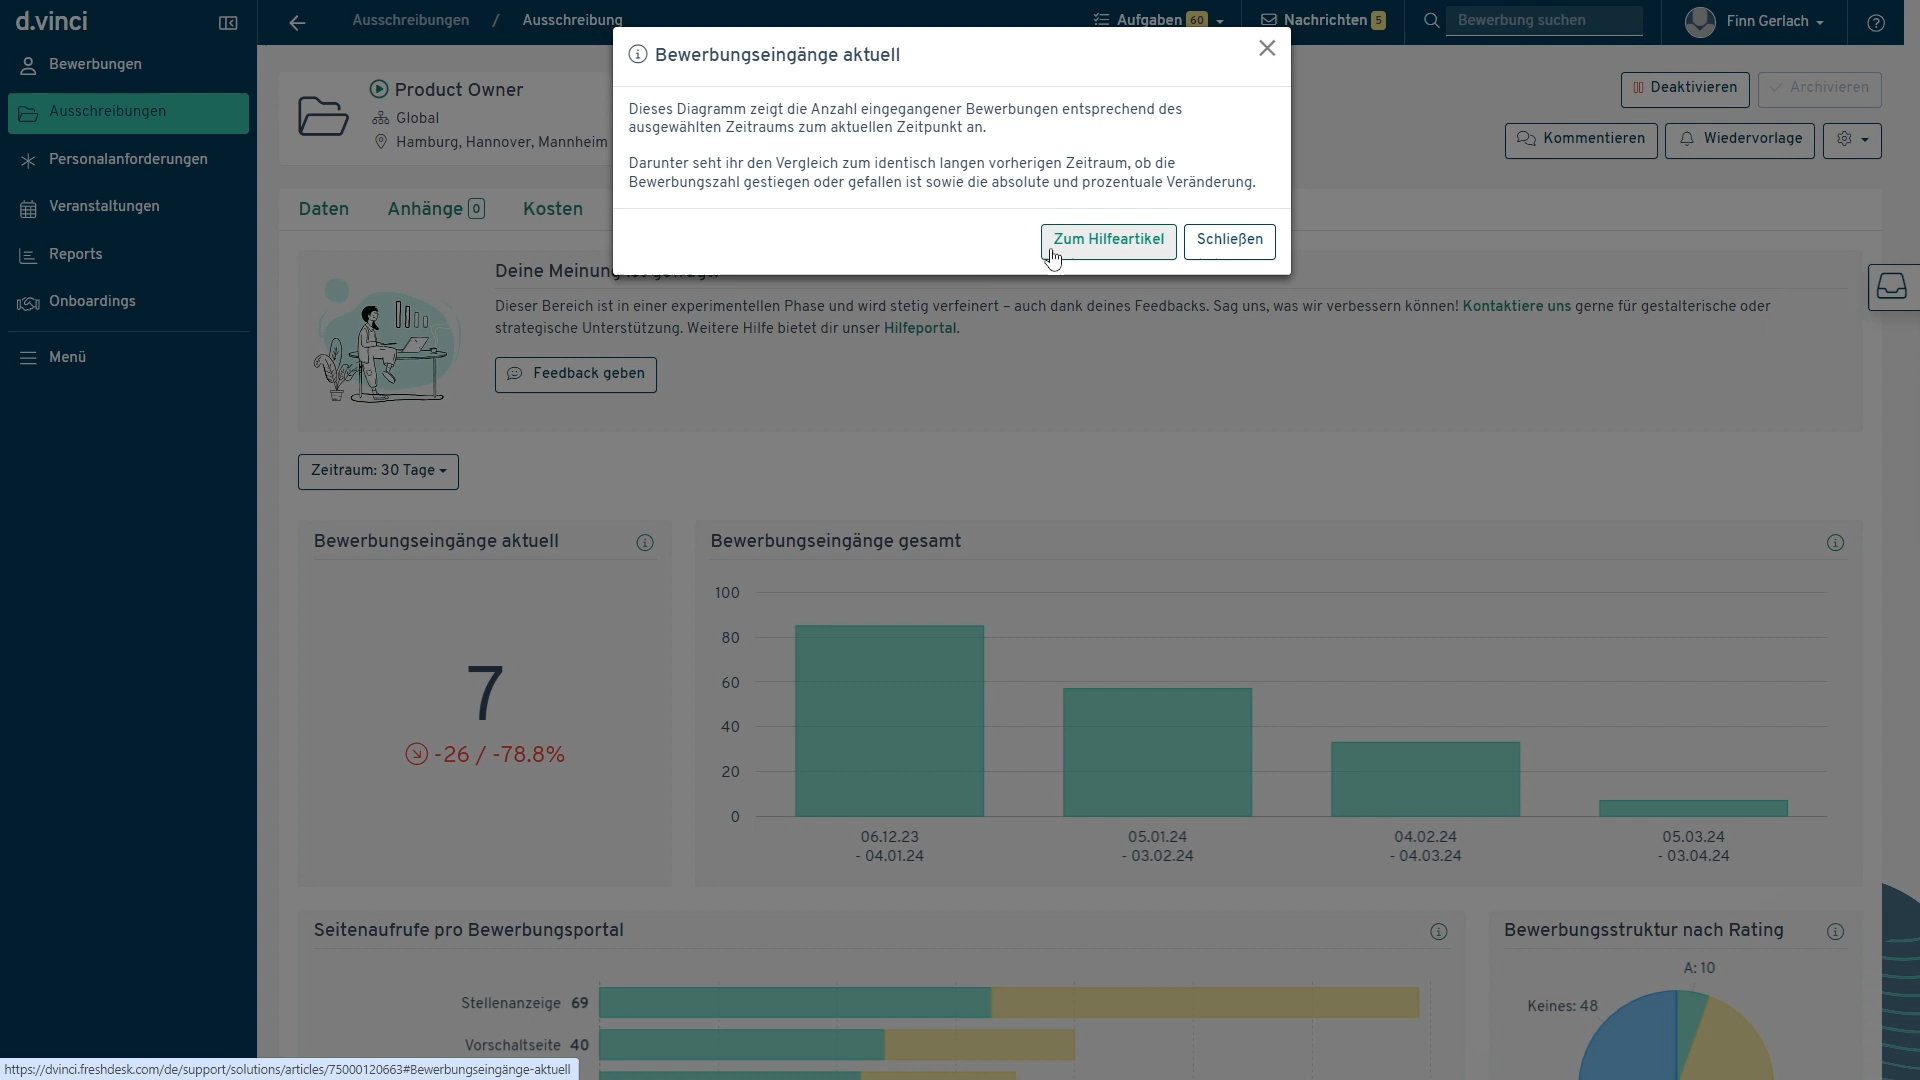 d.vinci
Ausschreibungen / Ausschreibung
Aufgaben 60
Nachrichten 5
Bewerbung suchen
Finn Gerlach
Bewerbungen
Ausschreibungen
Personalanforderungen
Veranstaltungen
Reports
Onboardings
Menü
Product Owner
Global
Hamburg, Hannover, Mannheim
Deaktivieren
Archivieren
Kommentieren
Wiedervorlage
Bewerbungseingänge aktuell
Dieses Diagramm zeigt die Anzahl eingegangener Bewerbungen entsprechend des
ausgewählten Zeitraums zum aktuellen Zeitpunkt an.
Darunter seht ihr den Vergleich zum identisch langen vorherigen Zeitraum, ob die
Bewerbungszahl gestiegen oder gefallen ist sowie die absolute und prozentuale Veränderung.
Zum Hilfeartikel
Schließen
Daten
Anhänge 0
Kosten
Deine Meinung
Dieser Bereich ist in einer experimentellen Phase und wird stetig verfeinert – auch dank deines Feedbacks. Sag uns, was wir verbessern können! Kontaktiere uns gerne für gestalterische oder
strategische Unterstützung. Weitere Hilfe bietet dir unser Hilfeportal.
Feedback geben
Zeitraum: 30 Tage
Bewerbungseingänge aktuell
7
-26 / -78.8%
Bewerbungseingänge gesamt
100
80
60
40
20
0
06.12.23
- 04.01.24
05.01.24
- 03.02.24
04.02.24
- 04.03.24
05.03.24
- 03.04.24
Seitenaufrufe pro Bewerbungsportal
Stellenanzeige 69
Vorschaltseite 40
Bewerbungsstruktur nach Rating
A: 10
Keines: 48
https://dvinci.freshdesk.com/de/support/solutions/articles/75000120663#Bewerbungseingänge-aktuell